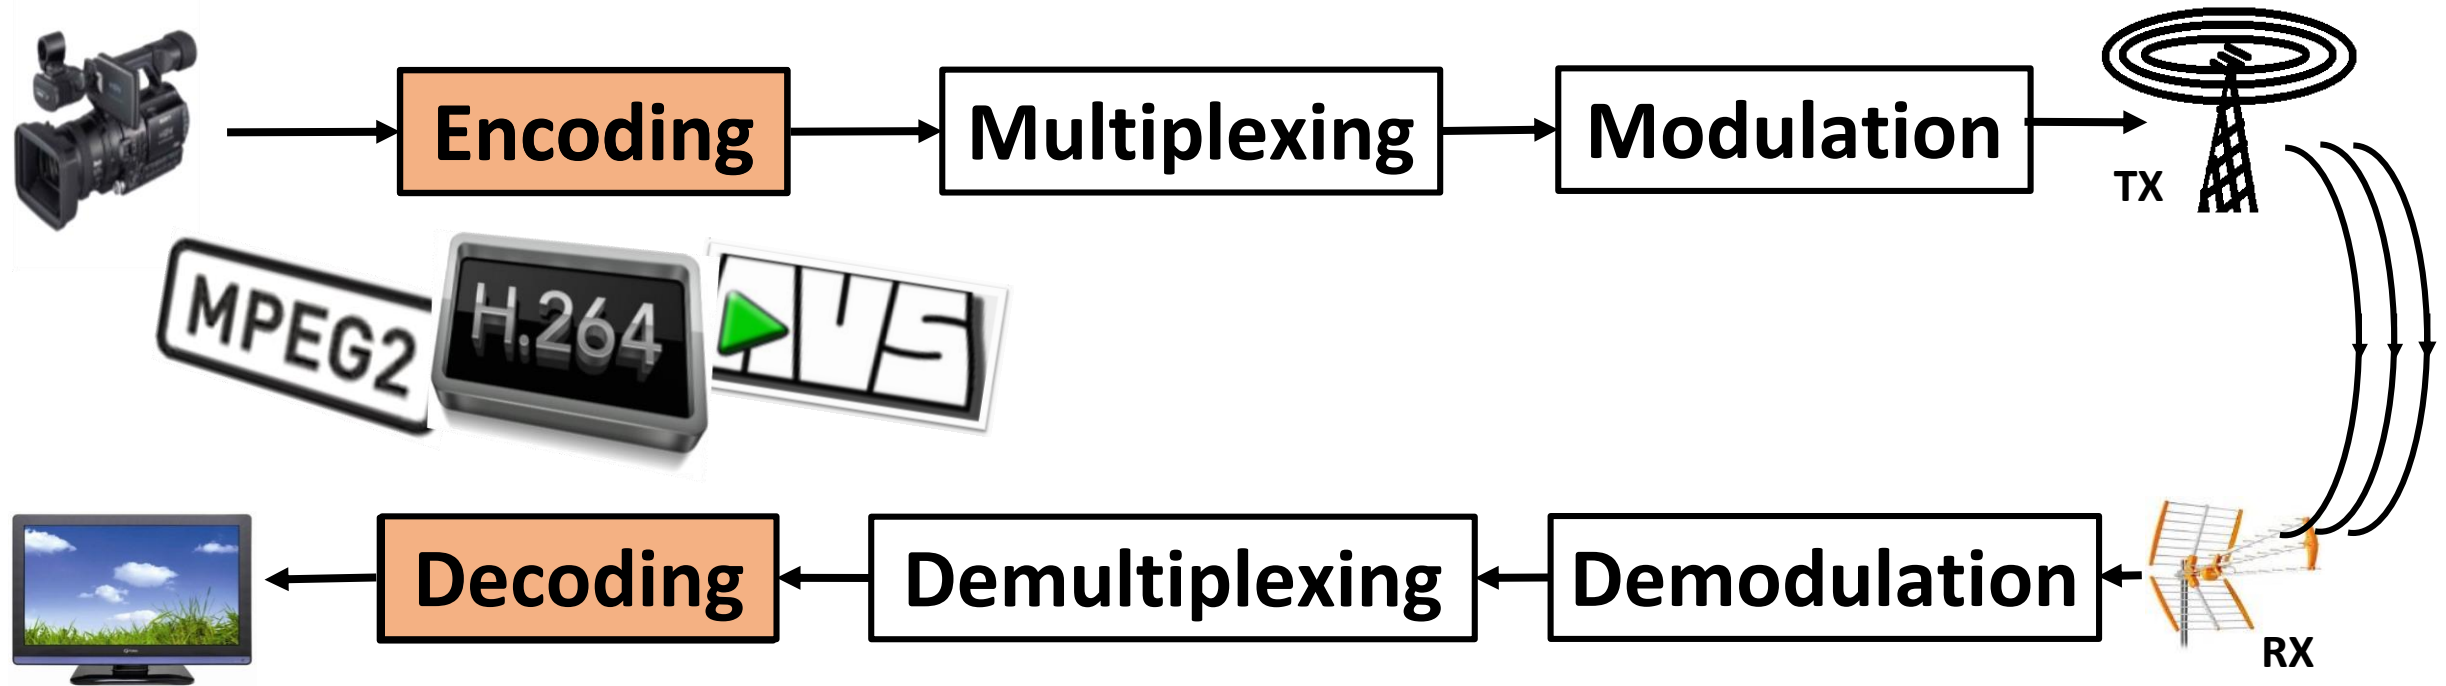 Encoding
Multiplexing
Modulation
TX
MPEG2
H.264
AVS
Decoding
Demultiplexing
Demodulation
RX